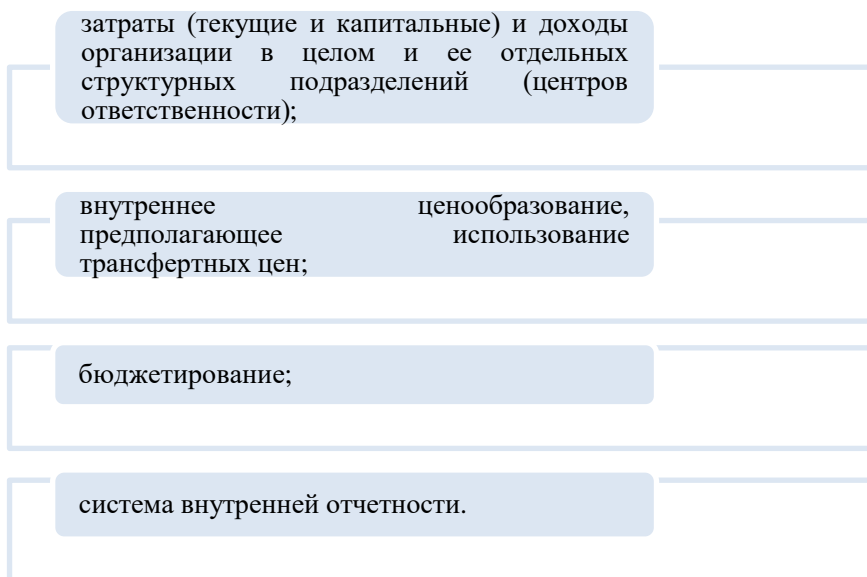 затраты (текущие и капитальные) и доходы
организации в целом и ее отдельных
структурных подразделений (центров
ответственности);
внутреннее ценообразование,
предполагающее использование
трансфертных цен;
бюджетирование;
система внутренней отчетности.